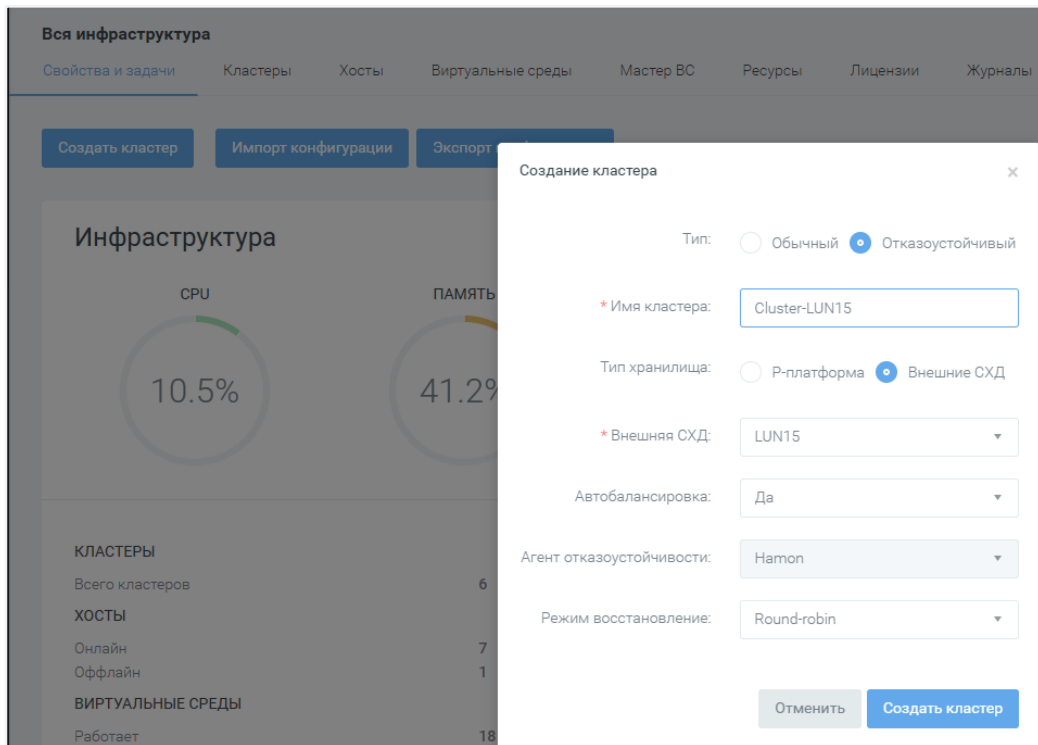 Вся инфраструктура
Свойства и задачи Кластеры Хосты Виртуальные среды Мастер ВС Ресурсы Лицензии Журналы
Создать кластер Импорт конфигурации Экспорт
Инфраструктура
CPU ПАМЯТЬ
10.5% 41.2%
КЛАСТЕРЫ
Всего кластеров 6
ХОСТЫ
Онлайн 7
Оффлайн 1
ВИРТУАЛЬНЫЕ СРЕДЫ
Работает 18
Создание кластера ×
Тип: Обычный Отказоустойчивый
* Имя кластера: Cluster-LUN15
Тип хранилища: Р-платформа Внешние СХД
* Внешняя СХД: LUN15
Автобалансировка: Да
Агент отказоустойчивости: Hamon
Режим восстановление: Round-robin
Отменить Создать кластер